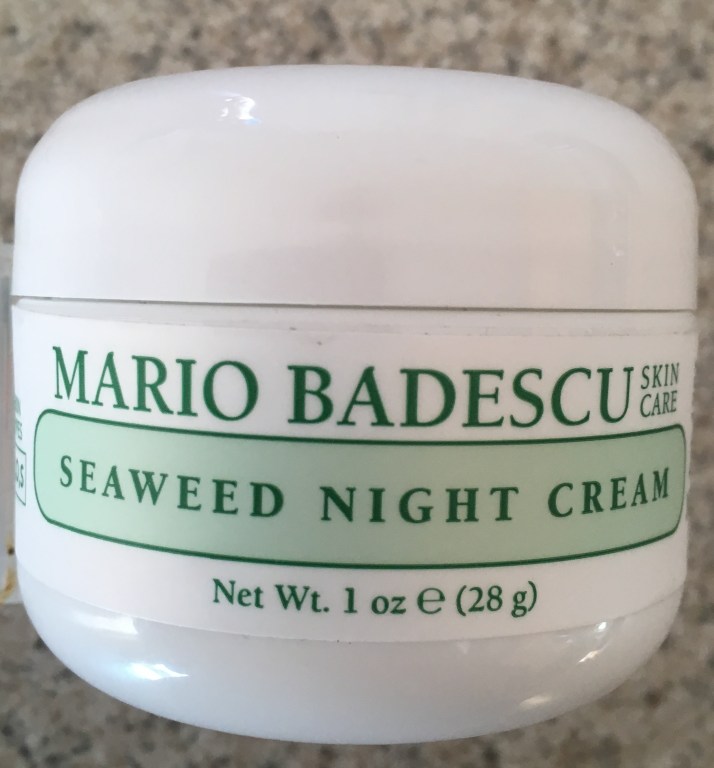 MARIO BADESCU SKIN CARE
SEAWEED NIGHT CREAM
Net Wt. 1 oz ℮ (28 g)